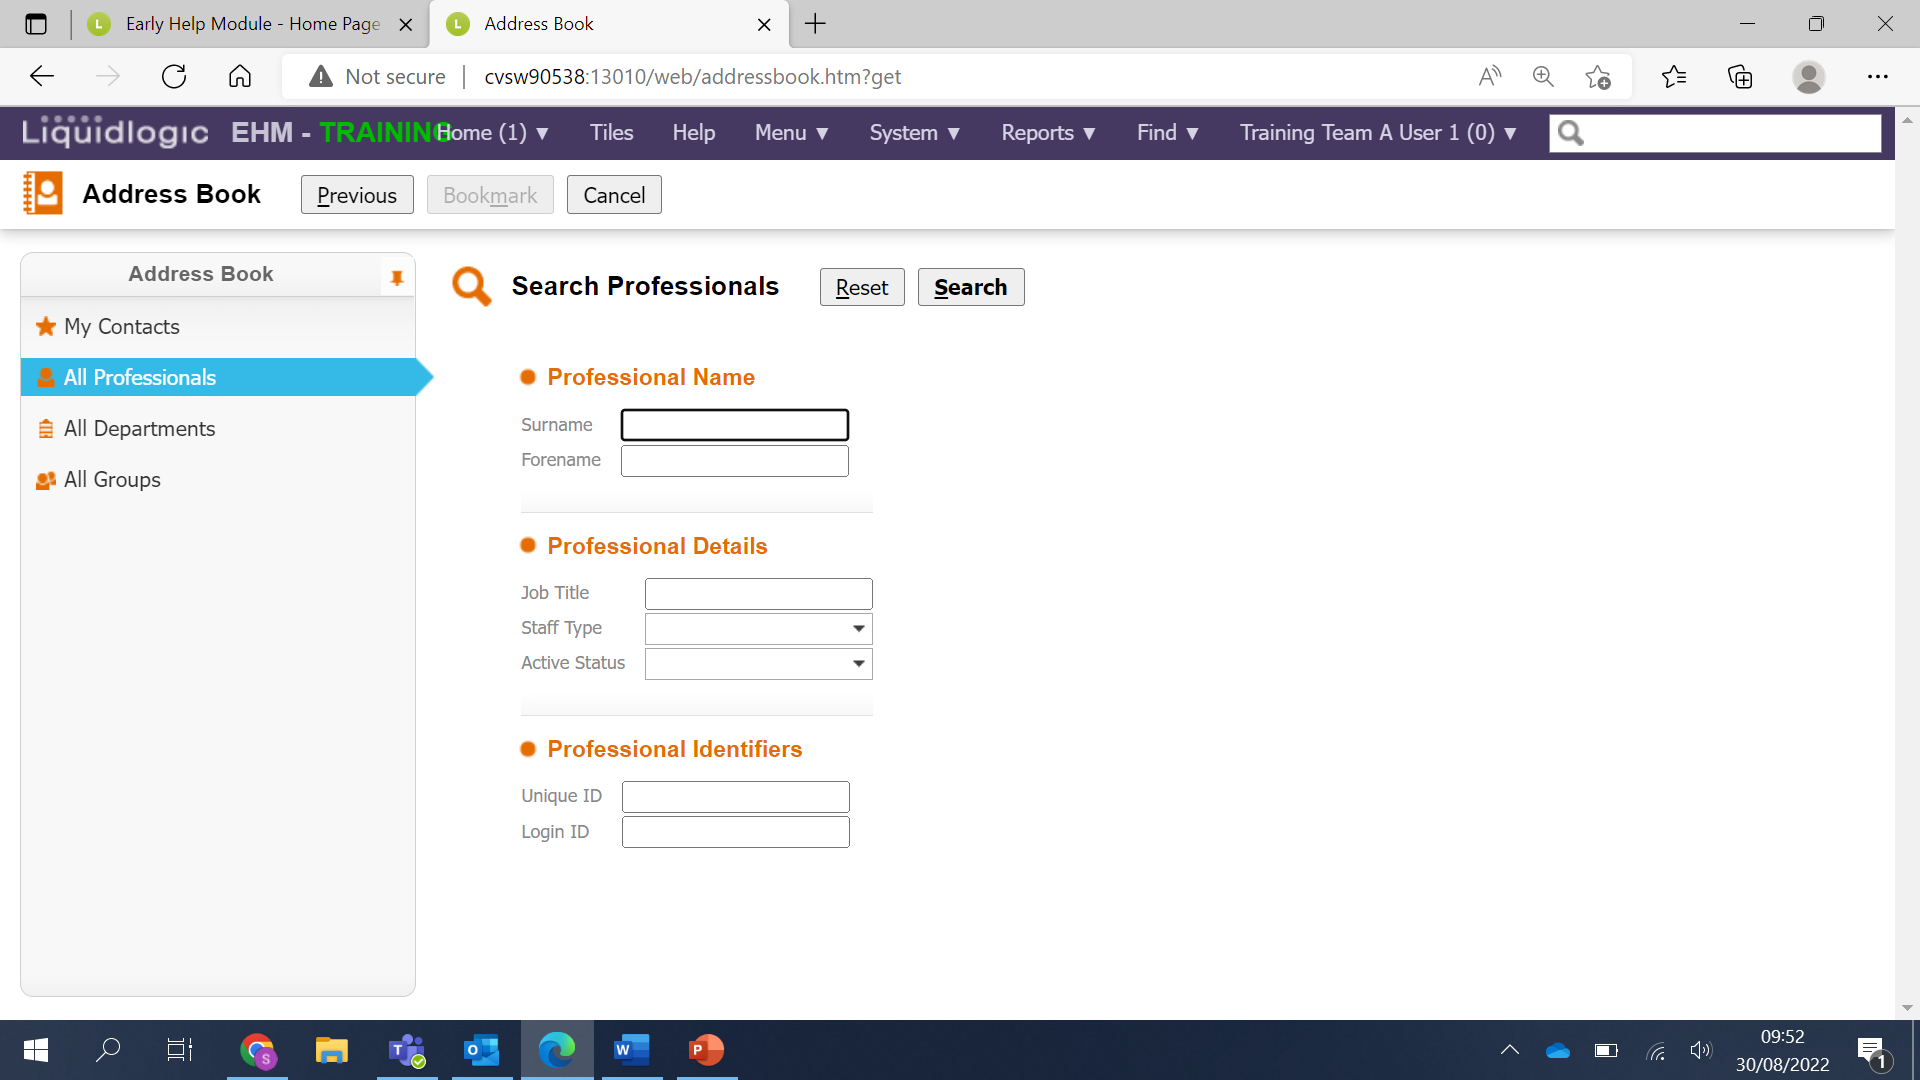 Early Help Module - Home Page
Address Book
Not secure
cvsw90538:13010/web/addressbook.htm?get
Liquidlogic EHM - TRAINING
Home (1) ▼ Tiles Help Menu ▼ System ▼ Reports ▼ Find ▼ Training Team A User 1 (0) ▼
Address Book Previous Bookmark Cancel
Address Book
My Contacts
All Professionals
All Departments
All Groups
Search Professionals Reset Search
Professional Name
Surname
Forename
Professional Details
Job Title
Staff Type
Active Status
Professional Identifiers
Unique ID
Login ID
09:52
30/08/2022
1